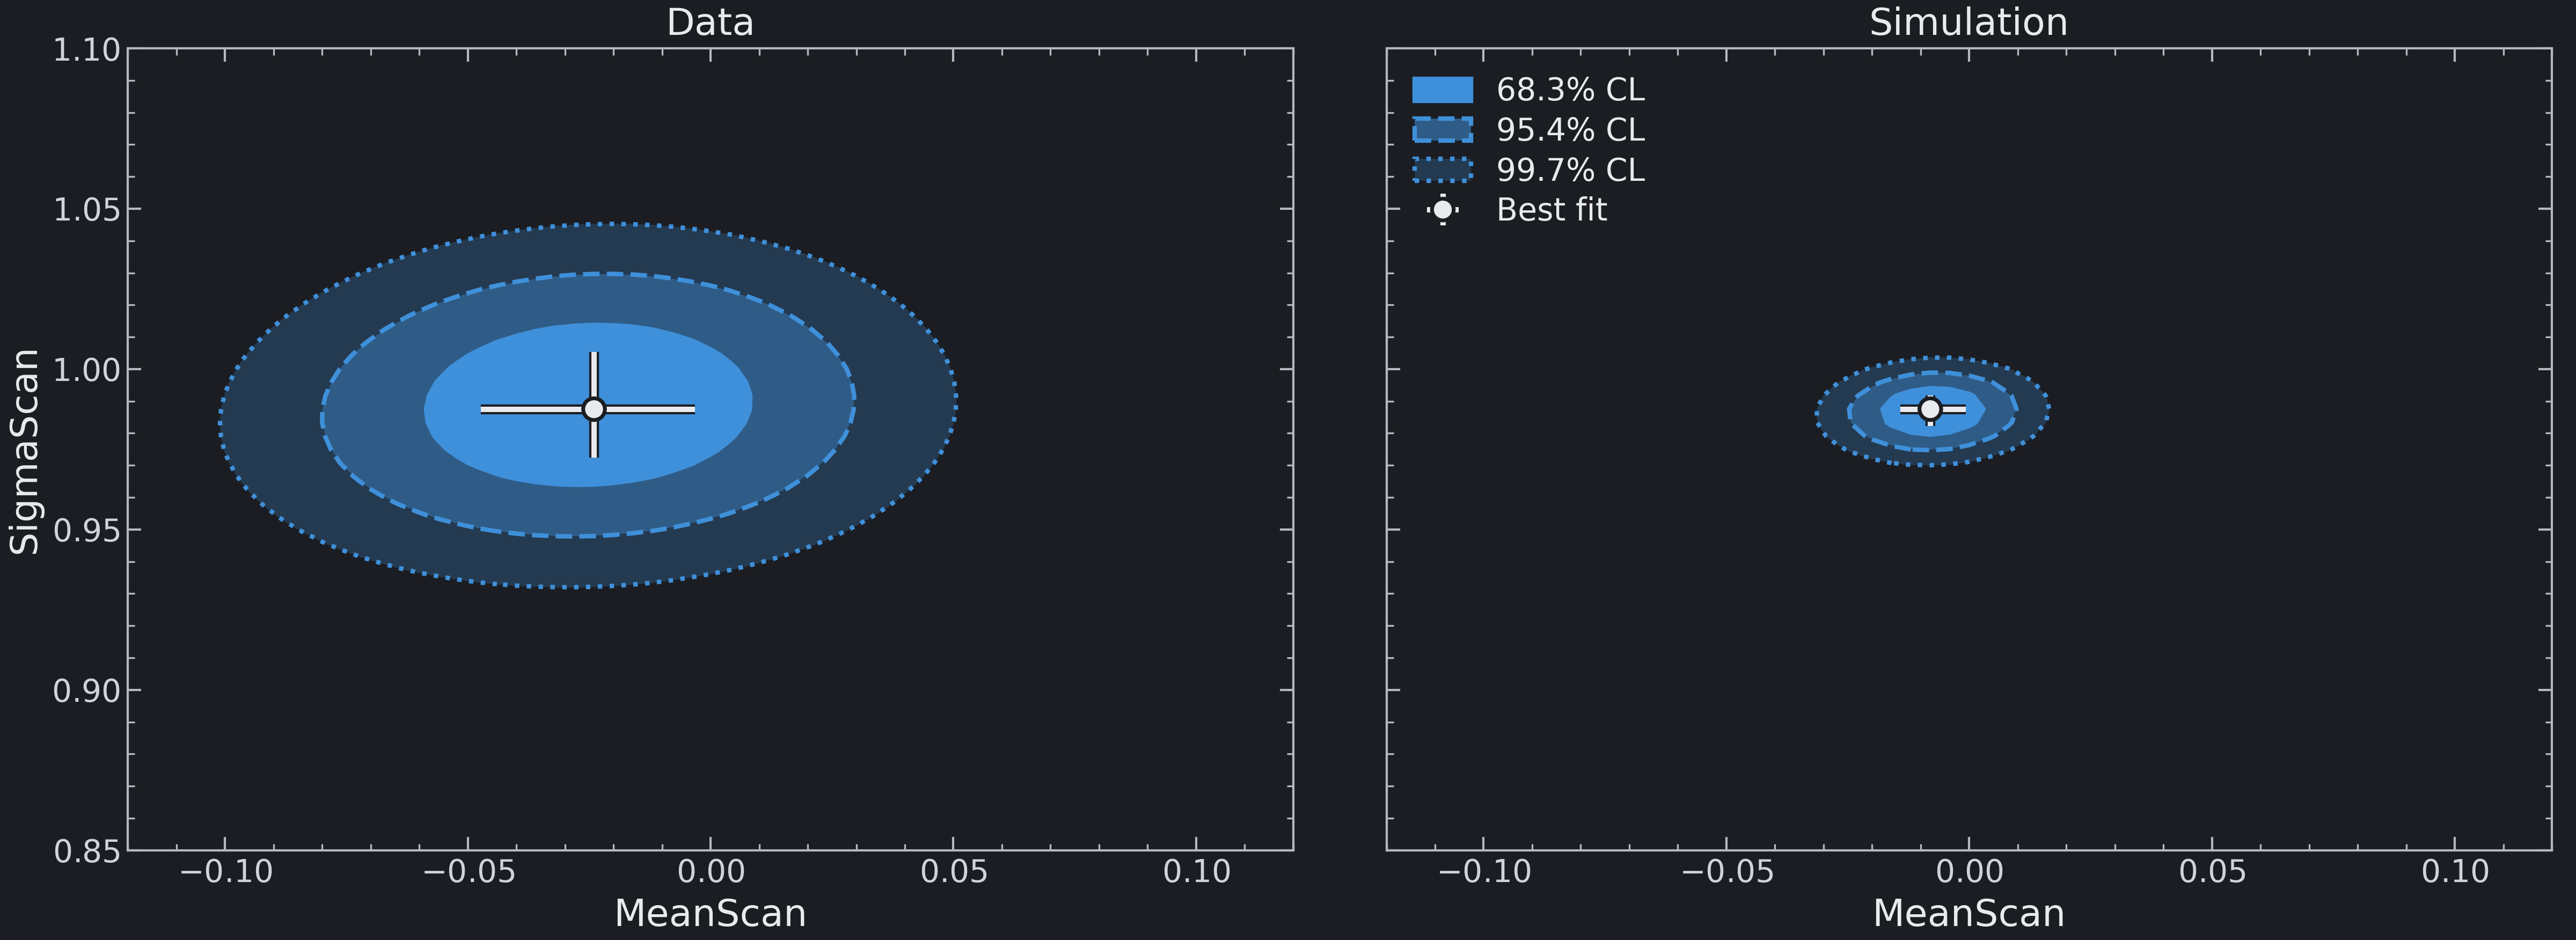 Data
1.10
1.05
1.00
0.95
0.90
0.85
SigmaScan
−0.10 −0.05 0.00 0.05 0.10
MeanScan
Simulation
68.3% CL
95.4% CL
99.7% CL
Best fit
−0.10 −0.05 0.00 0.05 0.10
MeanScan